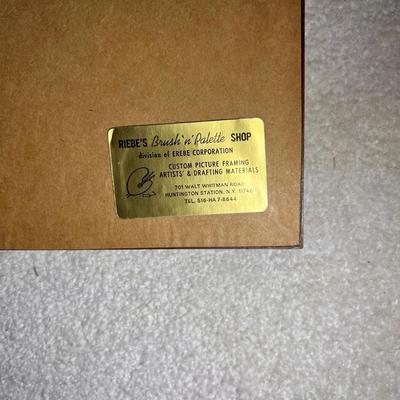 RIEBE'S Brush 'n' Palette SHOP
division of EREBE CORPORATION
CUSTOM PICTURE FRAMING
ARTISTS' & DRAFTING MATERIALS
701 WALT WHITMAN ROAD
HUNTINGTON STATION, N.Y. 11746
TEL. 516-HA 7-8644